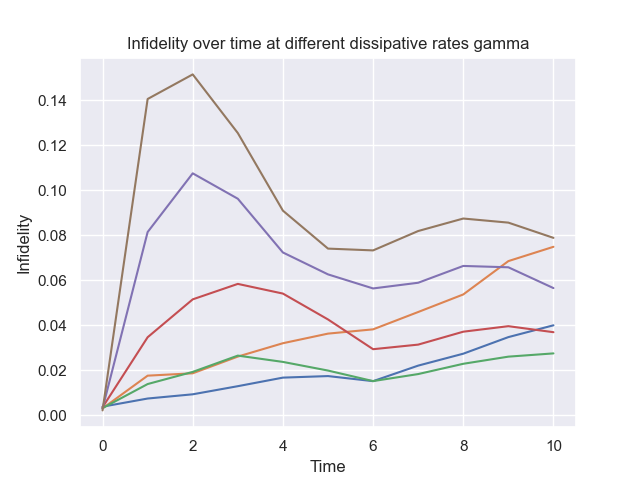 Infidelity over time at different dissipative rates gamma
0.14
0.12
0.10
0.08
0.06
0.04
0.02
0.00
Infidelity
0 2 4 6 8 10
Time